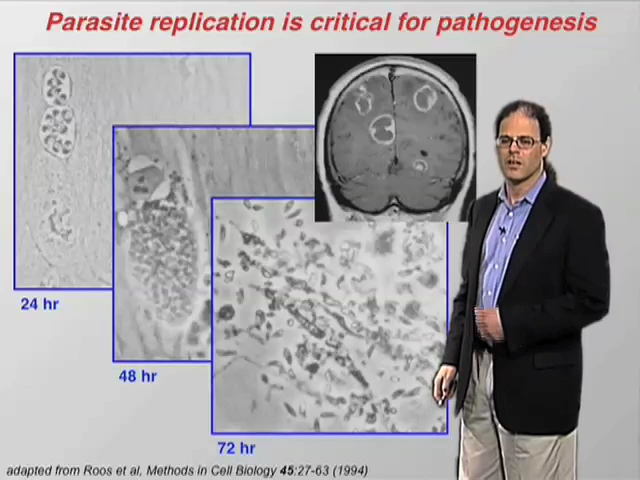 Parasite replication is critical for pathogenesis
24 hr
48 hr
72 hr
adapted from Roos et al, Methods in Cell Biology 45:27-63 (1994)